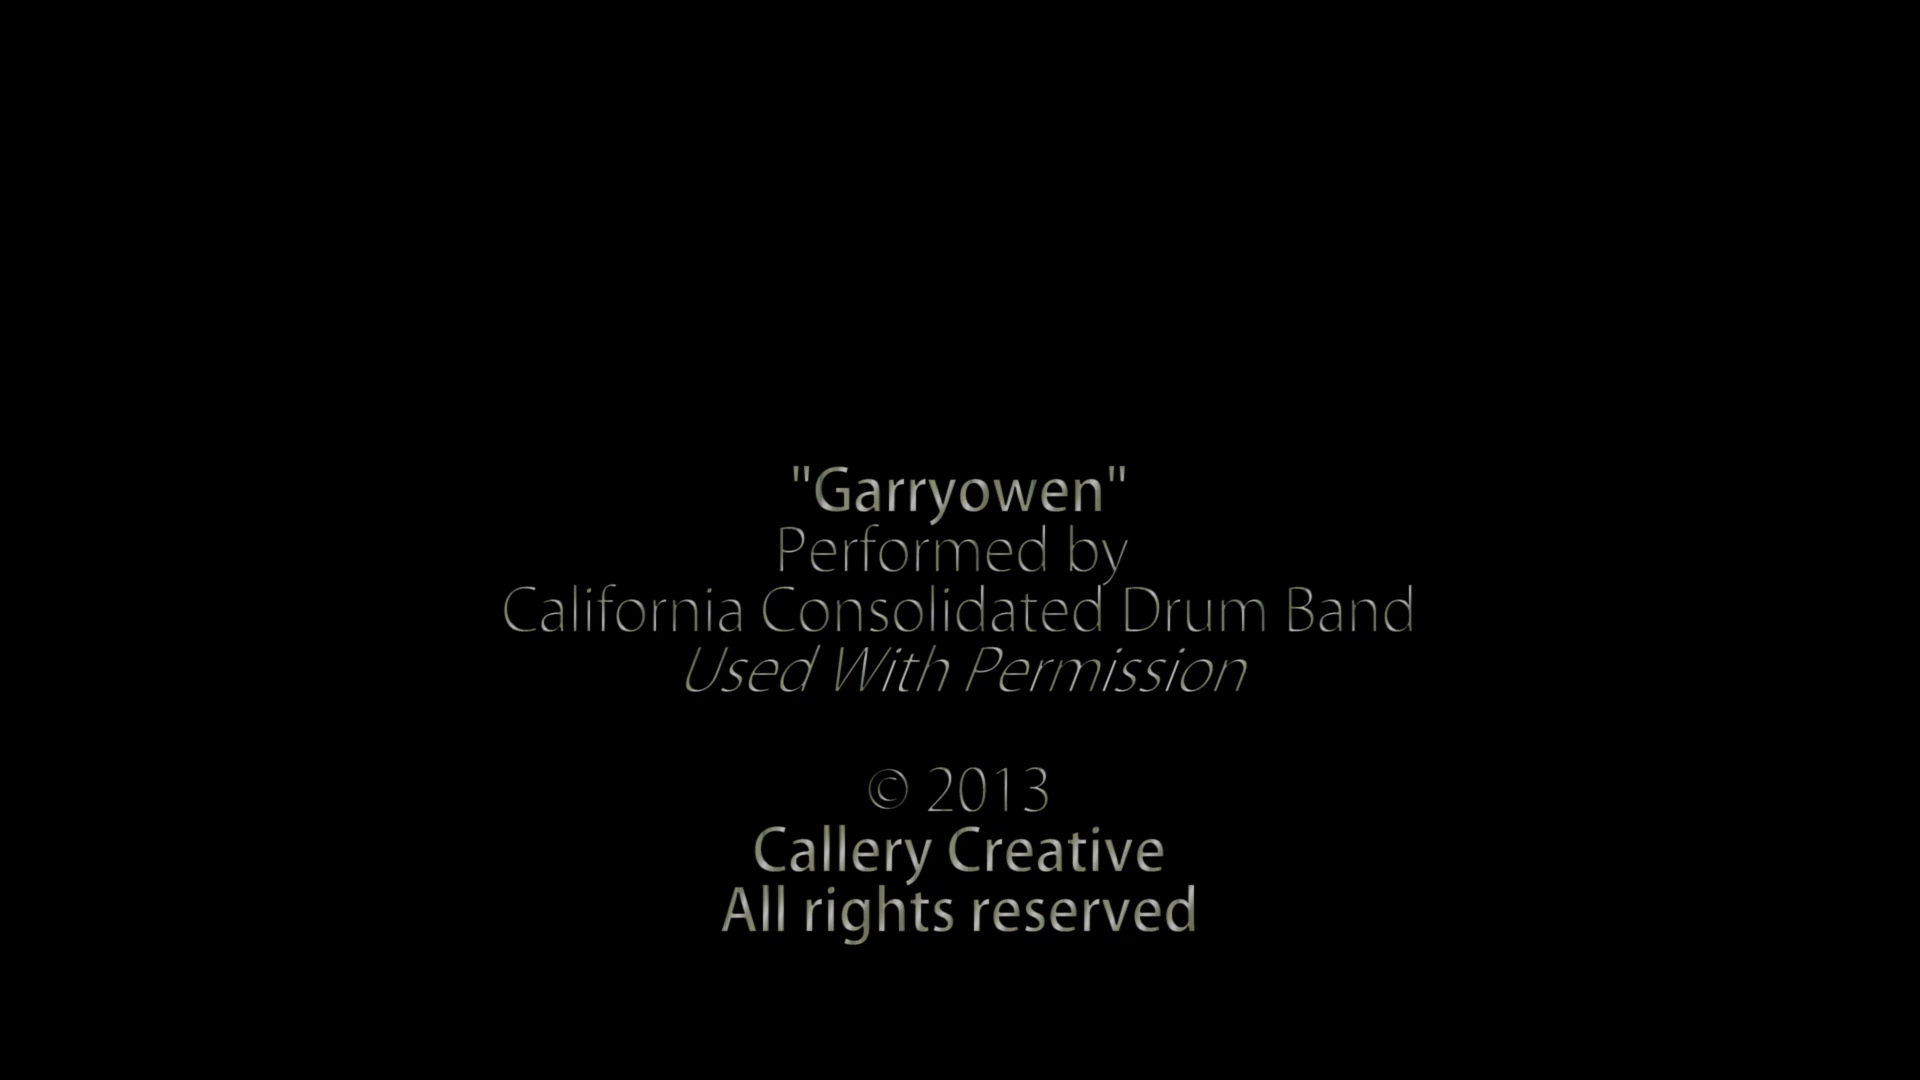 "Garryowen"
Performed by
California Consolidated Drum Band
Used With Permission
© 2013
Callery Creative
All rights reserved